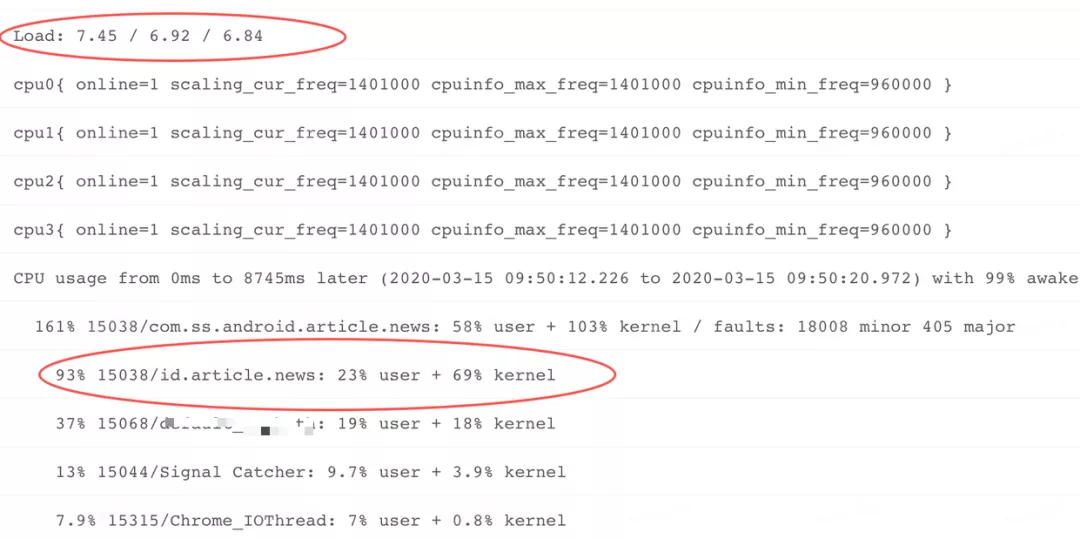 Load: 7.45 / 6.92 / 6.84
cpu0{ online=1 scaling_cur_freq=1401000 cpuinfo_max_freq=1401000 cpuinfo_min_freq=960000 }
cpu1{ online=1 scaling_cur_freq=1401000 cpuinfo_max_freq=1401000 cpuinfo_min_freq=960000 }
cpu2{ online=1 scaling_cur_freq=1401000 cpuinfo_max_freq=1401000 cpuinfo_min_freq=960000 }
cpu3{ online=1 scaling_cur_freq=1401000 cpuinfo_max_freq=1401000 cpuinfo_min_freq=960000 }
CPU usage from 0ms to 8745ms later (2020-03-15 09:50:12.226 to 2020-03-15 09:50:20.972) with 99% awake
161% 15038/com.ss.android.article.news: 58% user + 103% kernel / faults: 18008 minor 405 major
93% 15038/id.article.news: 23% user + 69% kernel
37% 15068/ 19% user + 18% kernel
13% 15044/Signal Catcher: 9.7% user + 3.9% kernel
7.9% 15315/Chrome_IOThread: 7% user + 0.8% kernel